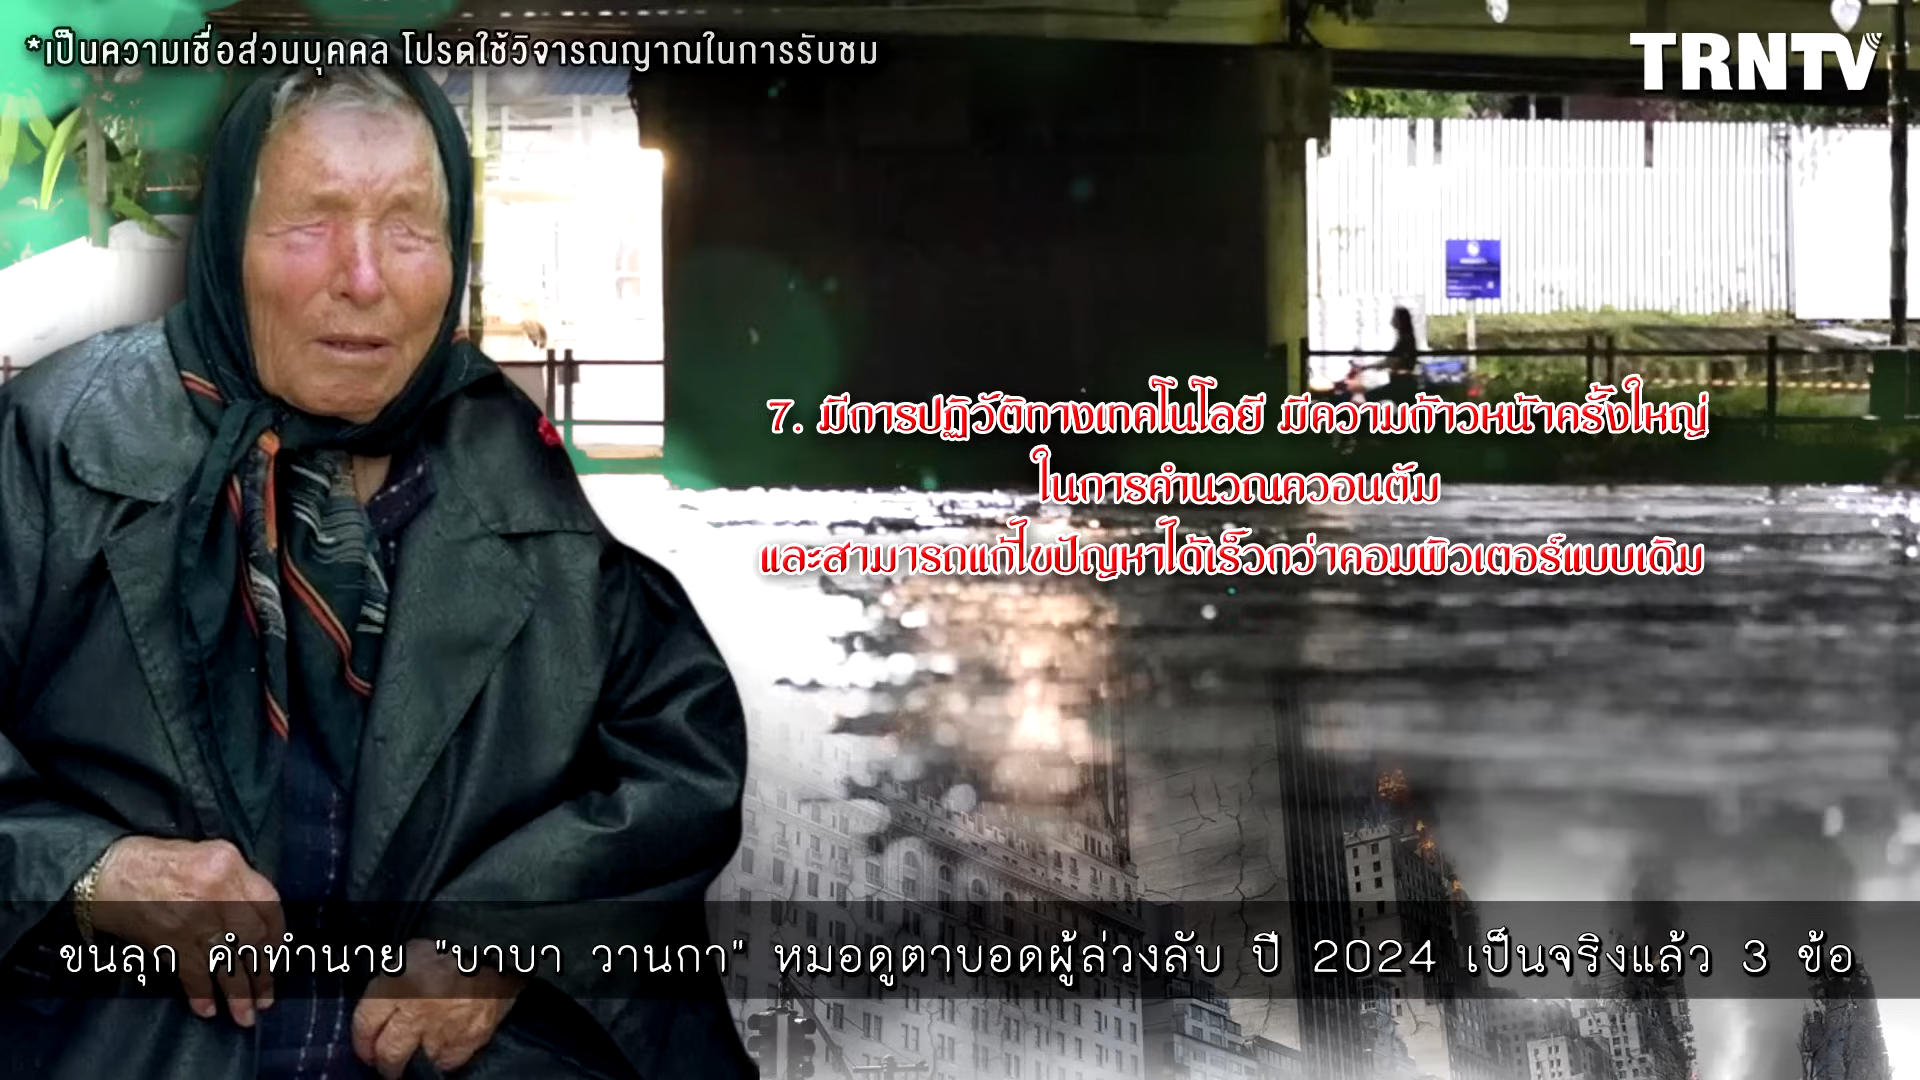 *เป็นความเชื่อส่วนบุคคล โปรดใช้วิจารณญาณในการรับชม
TRNTV
7. มีการปฏิวัติทางเทคโนโลยี มีความก้าวหน้าครั้งใหญ่
ในการคำนวณควอนตัม
และสามารถแก้ไขปัญหาได้เร็วกว่าคอมพิวเตอร์แบบเดิม
ขนลุก คำทำนาย "บาบา วานกา" หมอดูตาบอดผู้ล่วงลับ ปี 2024 เป็นจริงแล้ว 3 ข้อ